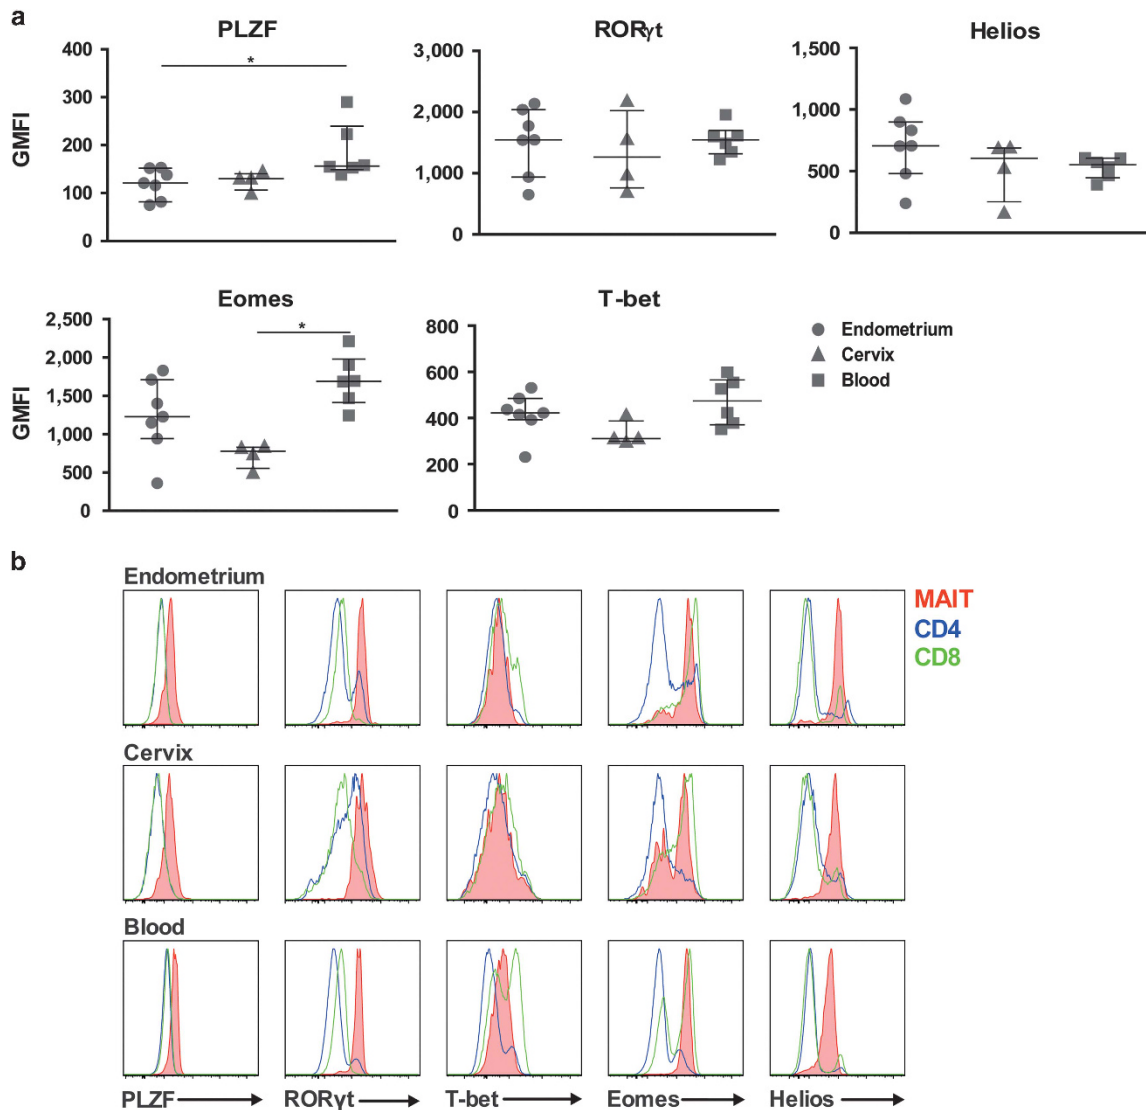 a
PLZF
RORγt
Helios
GMFI
400
300
200
100
0
*
3,000
2,000
1,000
0
1,500
1,000
500
0
Eomes
T-bet
GMFI
2,500
2,000
1,500
1,000
500
0
*
800
600
400
200
0
Endometrium
Cervix
Blood
b
Endometrium
MAIT
CD4
CD8
Cervix
Blood
PLZF
RORγt
T-bet
Eomes
Helios